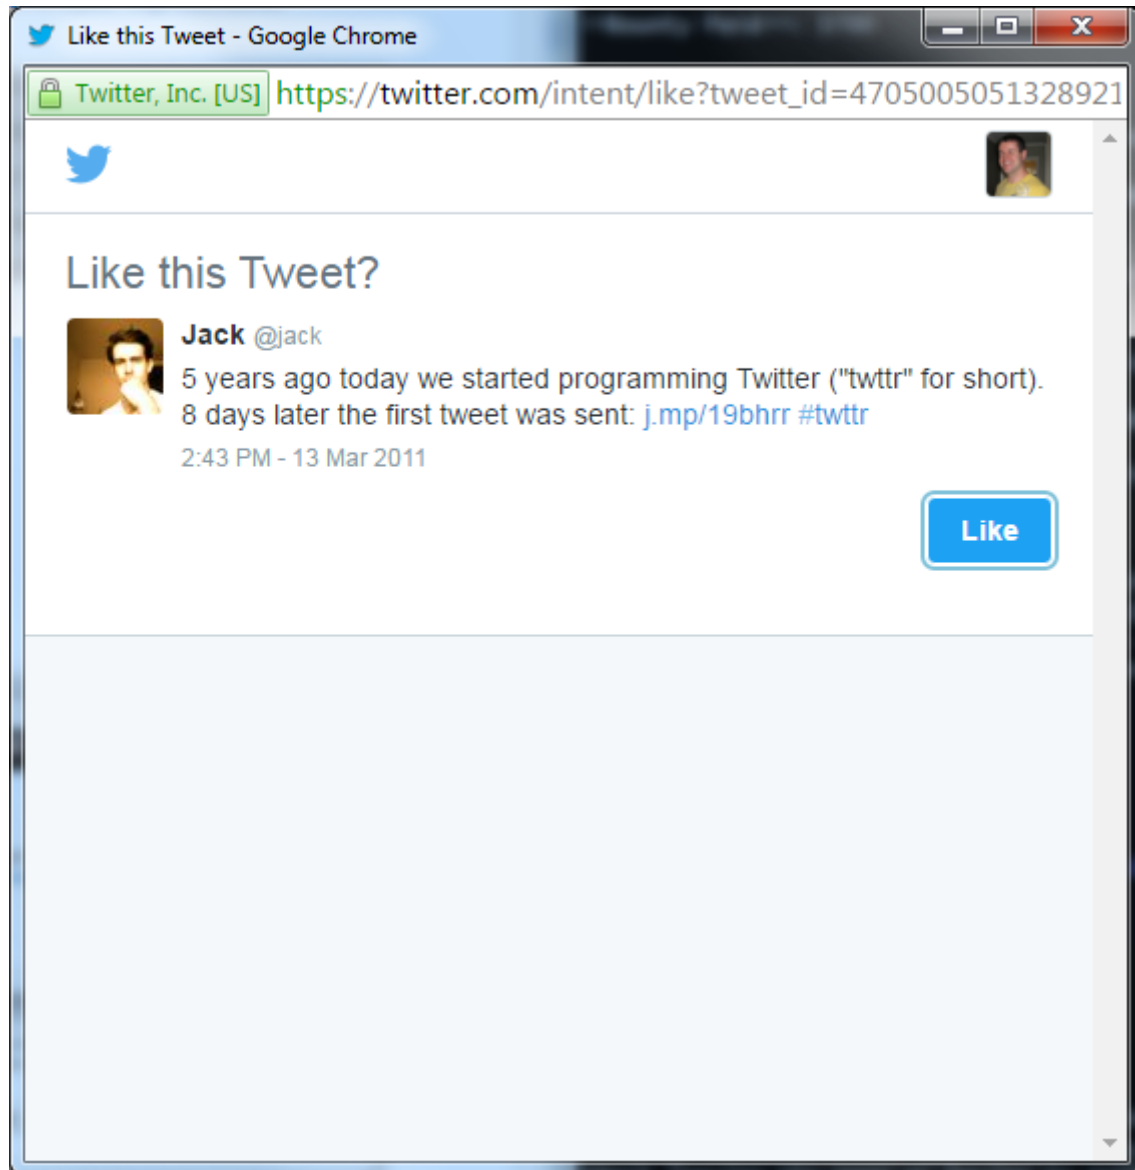 Like this Tweet - Google Chrome
Twitter, Inc. [US] https://twitter.com/intent/like?tweet_id=4705005051328921
Like this Tweet?
Jack @jack
5 years ago today we started programming Twitter ("twttr" for short).
8 days later the first tweet was sent: j.mp/19bhrr #twttr
2:43 PM - 13 Mar 2011
Like